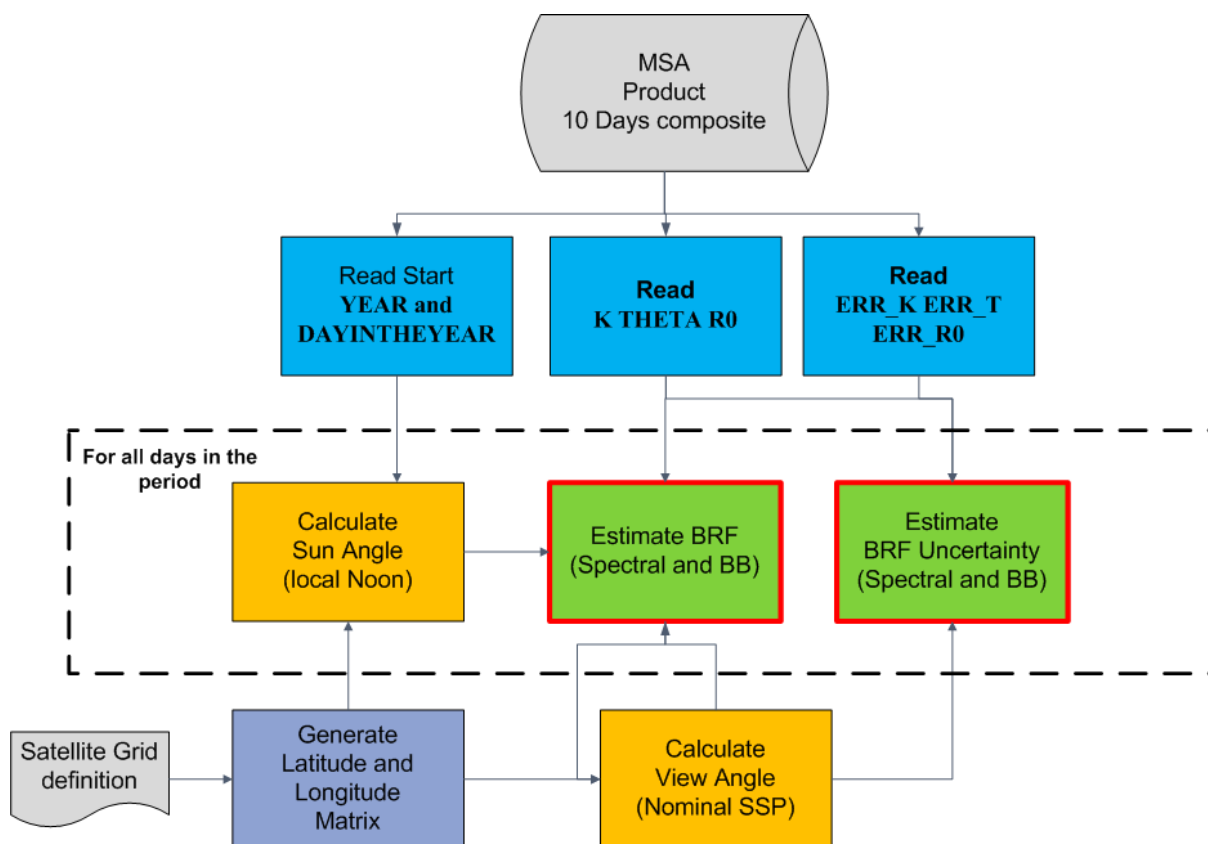 MSA
Product
10 Days composite
Read Start
YEAR and
DAYINTHEYEAR
Read
K THETA R0
Read
ERR_K ERR_T
ERR_R0
For all days in the
period
Calculate
Sun Angle
(local Noon)
Estimate BRF
(Spectral and BB)
Estimate
BRF Uncertainty
(Spectral and BB)
Satellite Grid
definition
Generate
Latitude and
Longitude
Matrix
Calculate
View Angle
(Nominal SSP)